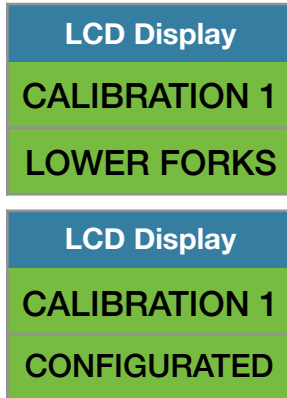 LCD Display
CALIBRATION 1
LOWER FORKS
LCD Display
CALIBRATION 1
CONFIGURATED